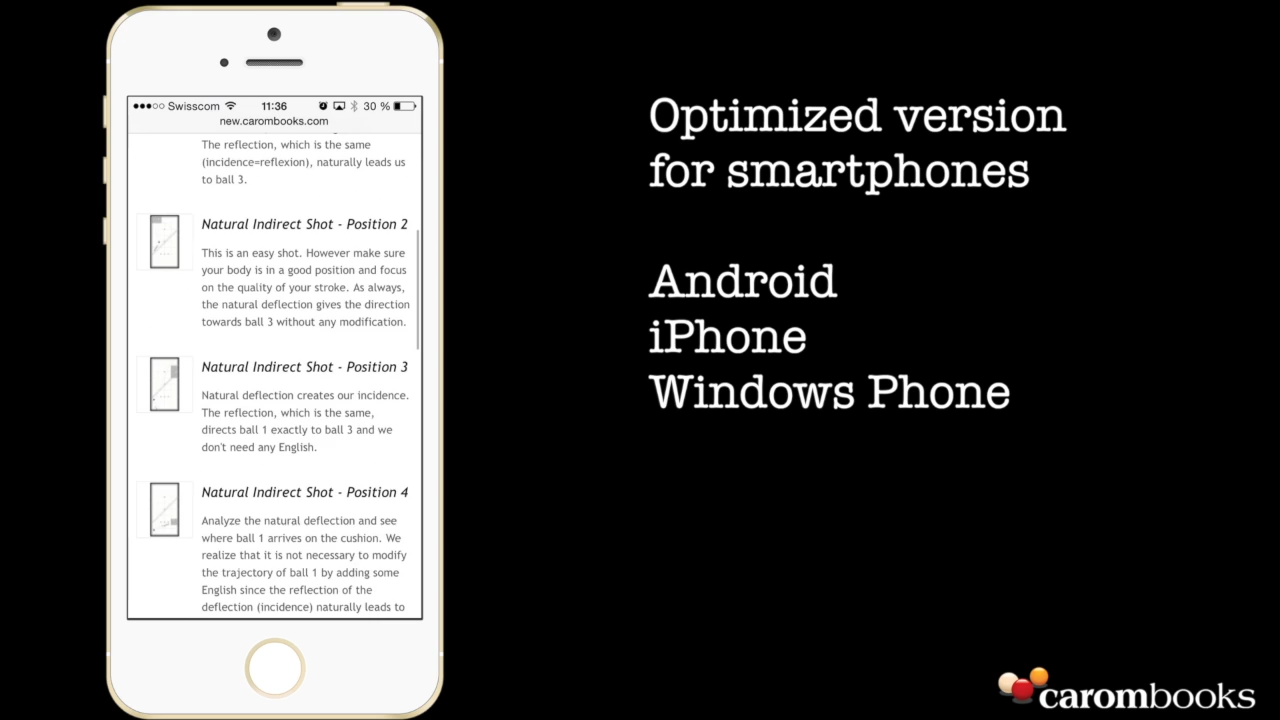 Swisscom 11:36 30 %
new.carombooks.com
The reflection, which is the same
(incidence=reflexion), naturally leads us
to ball 3.
Natural Indirect Shot - Position 2
This is an easy shot. However make sure
your body is in a good position and focus
on the quality of your stroke. As always,
the natural deflection gives the direction
towards ball 3 without any modification.
Natural Indirect Shot - Position 3
Natural deflection creates our incidence.
The reflection, which is the same,
directs ball 1 exactly to ball 3 and we
don't need any English.
Natural Indirect Shot - Position 4
Analyze the natural deflection and see
where ball 1 arrives on the cushion. We
realize that it is not necessary to modify
the trajectory of ball 1 by adding some
English since the reflection of the
deflection (incidence) naturally leads to
Optimized version
for smartphones
Android
iPhone
Windows Phone
carombooks